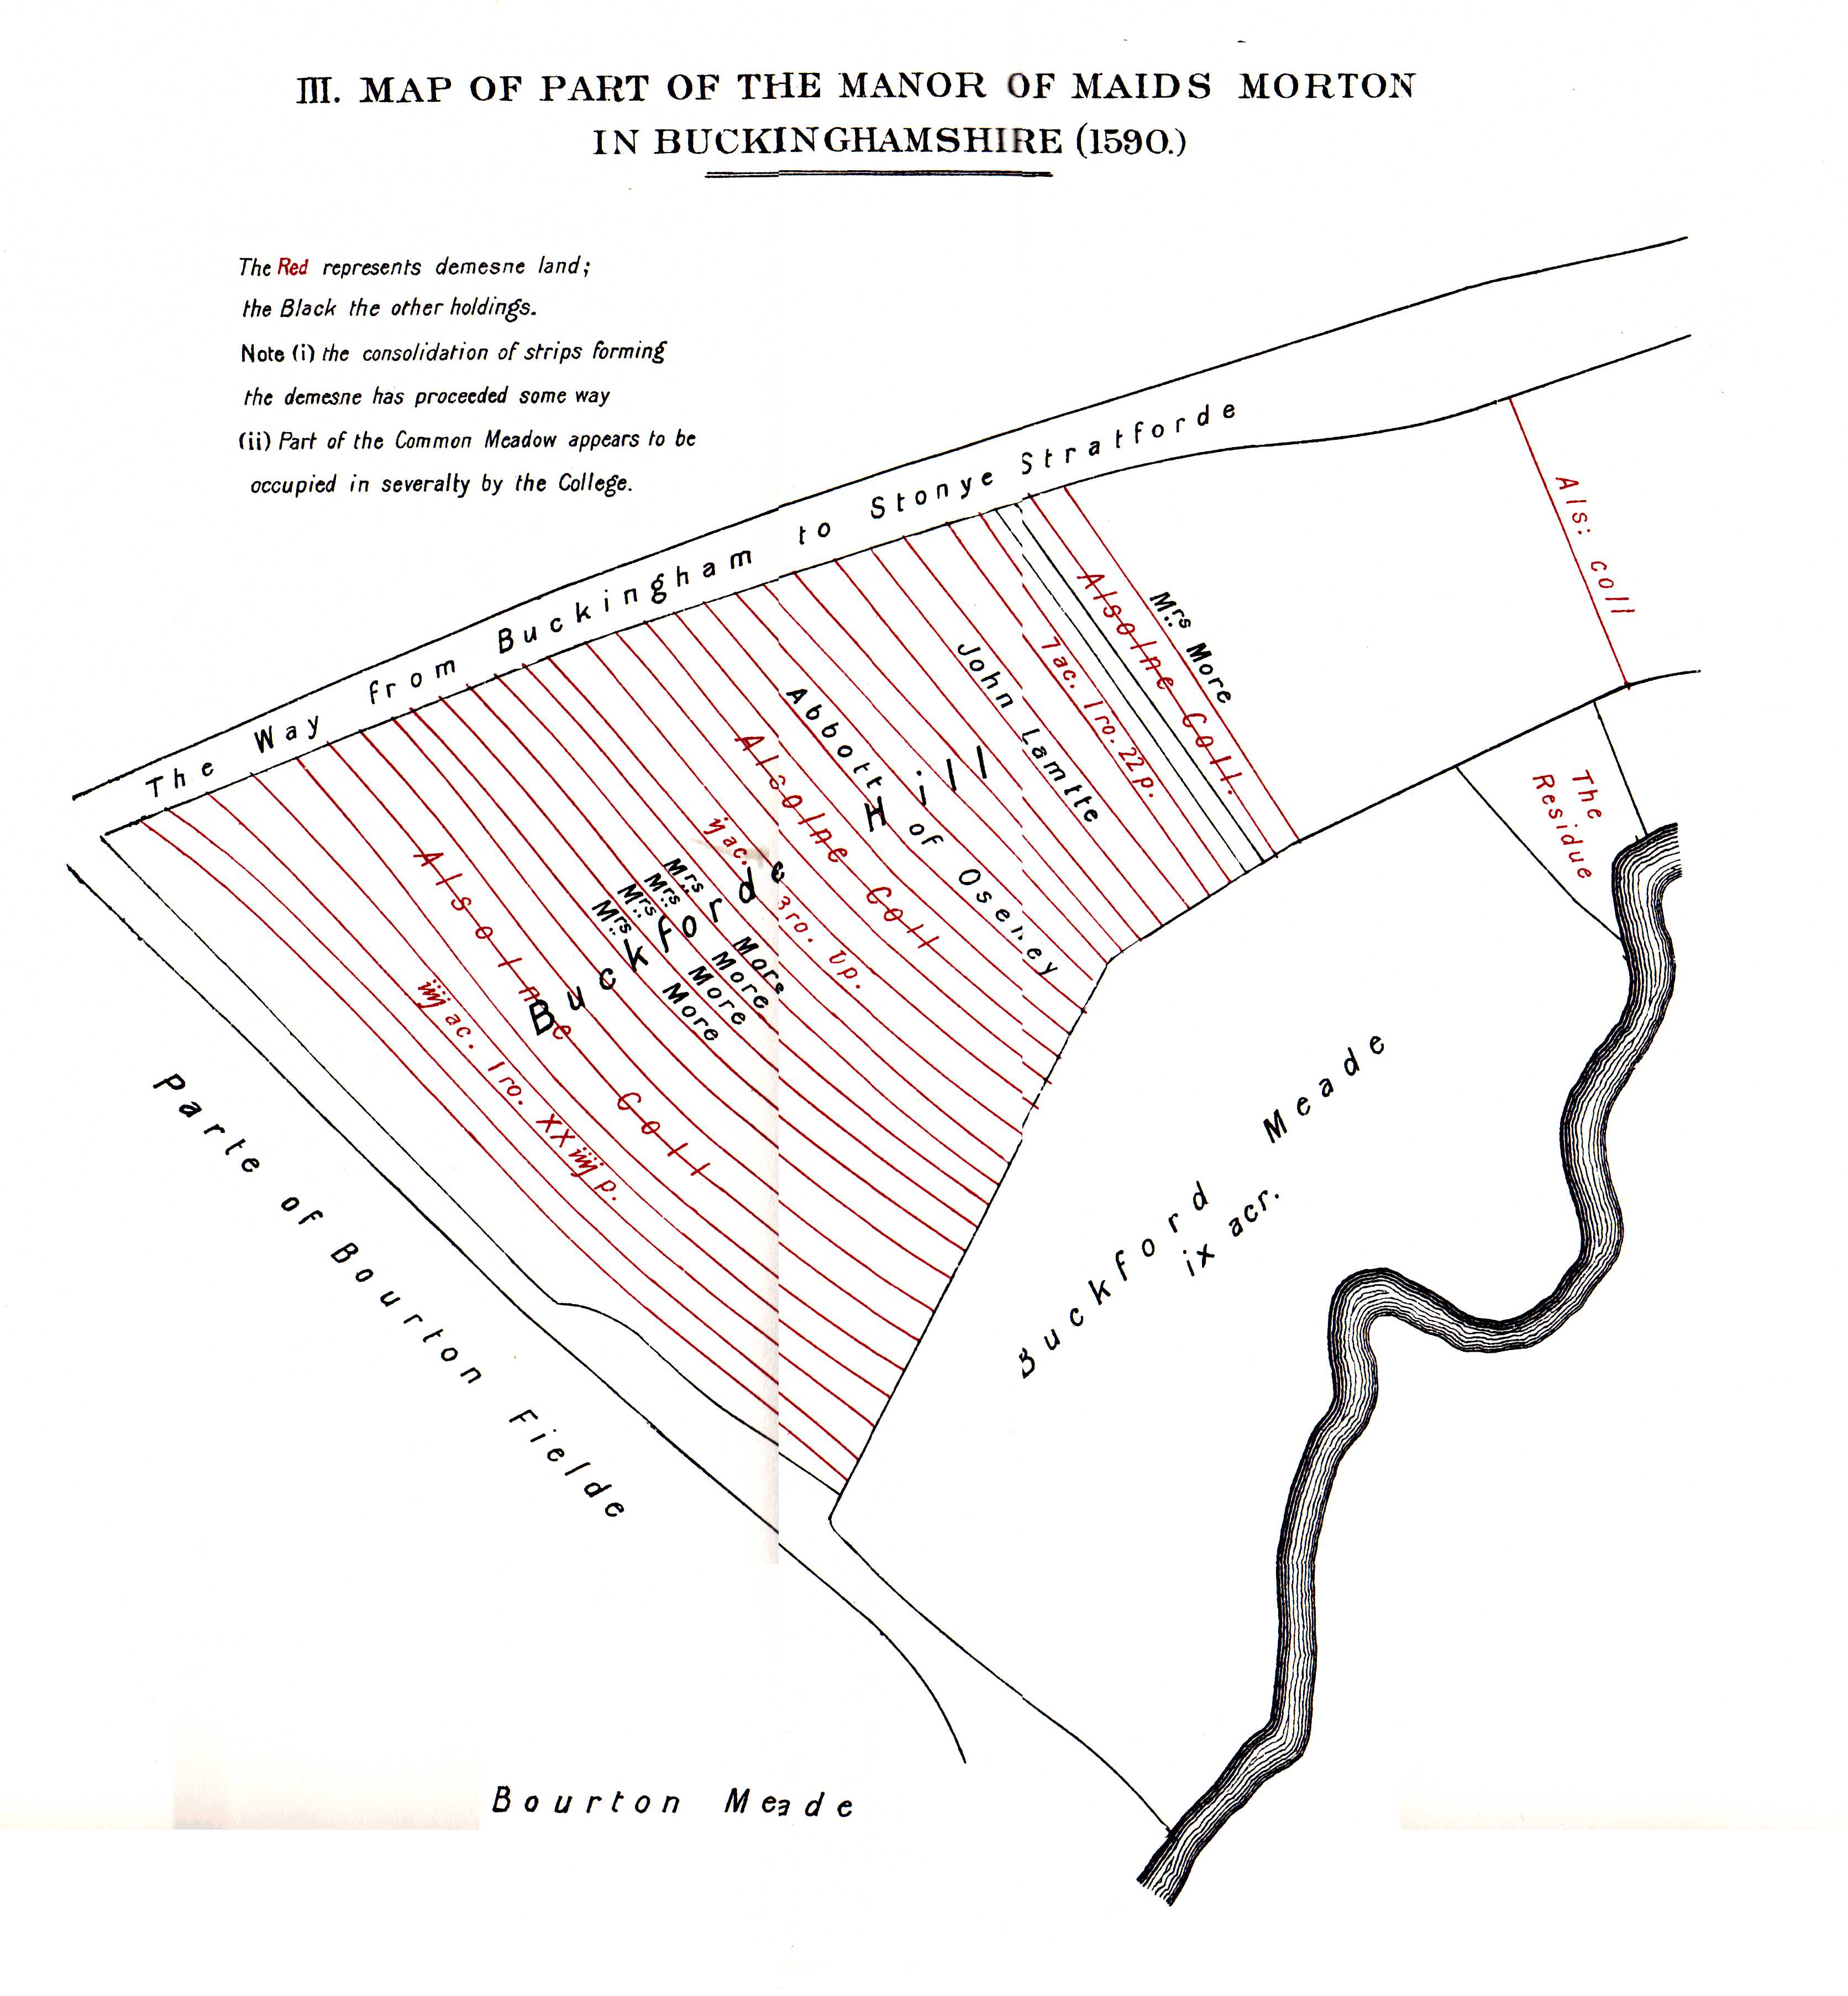 III. MAP OF PART OF THE MANOR OF MAIDS MORTON
IN BUCKINGHAMSHIRE (1590.)
The Red represents demesne land;
the Black the other holdings.
Note (i) the consolidation of strips forming
the demesne has proceeded some way
(ii) Part of the Common Meadow appears to be
occupied in severalty by the College.
The Way from Buckingham to Stonye Stratforde
Als: coll
Mrs More
Alsolne Coll.
7ac. 1ro. 22p.
John Lamtte
Abbott of Oseney
Alsolne Coll
ijac. 3ro. 1p.
Buckforde Hill
Mrs More
Mrs More
Mrs More
Mrs More
Alsolne Coll
iiijac. 1ro. XXiiij p.
The
Residue
Parte of Bourton Fielde
Buckford Meade
ix acr.
Bourton Meade